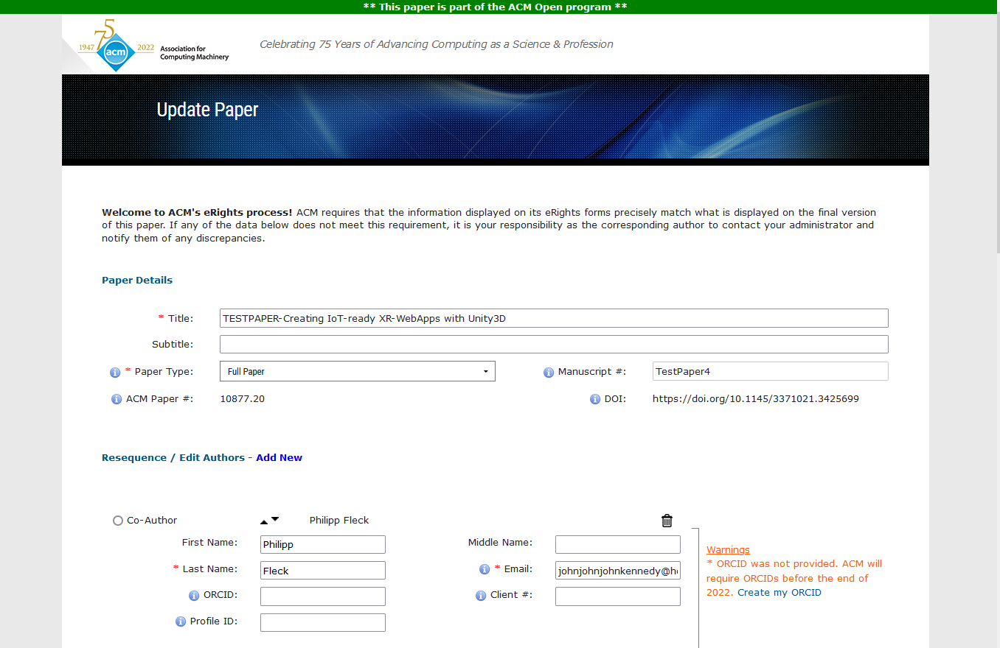 ** This paper is part of the ACM Open program **
75
1947 acm 2022
Association for
Computing Machinery
Celebrating 75 Years of Advancing Computing as a Science & Profession
Update Paper
Welcome to ACM's eRights process! ACM requires that the information displayed on its eRights forms precisely match what is displayed on the final version
of this paper. If any of the data below does not meet this requirement, it is your responsibility as the corresponding author to contact your administrator and
notify them of any discrepancies.
Paper Details
* Title: TESTPAPER-Creating IoT-ready XR-WebApps with Unity3D
Subtitle:
i * Paper Type: Full Paper
i Manuscript #: TestPaper4
i ACM Paper #: 10877.20
i DOI: https://doi.org/10.1145/3371021.3425699
Resequence / Edit Authors - Add New
Co-Author Philipp Fleck
First Name: Philipp
Middle Name:
* Last Name: Fleck
i * Email: johnjohnjohnkennedy@h
i ORCID:
i Client #:
i Profile ID:
Warnings
* ORCID was not provided. ACM will
require ORCIDs before the end of
2022. Create my ORCID